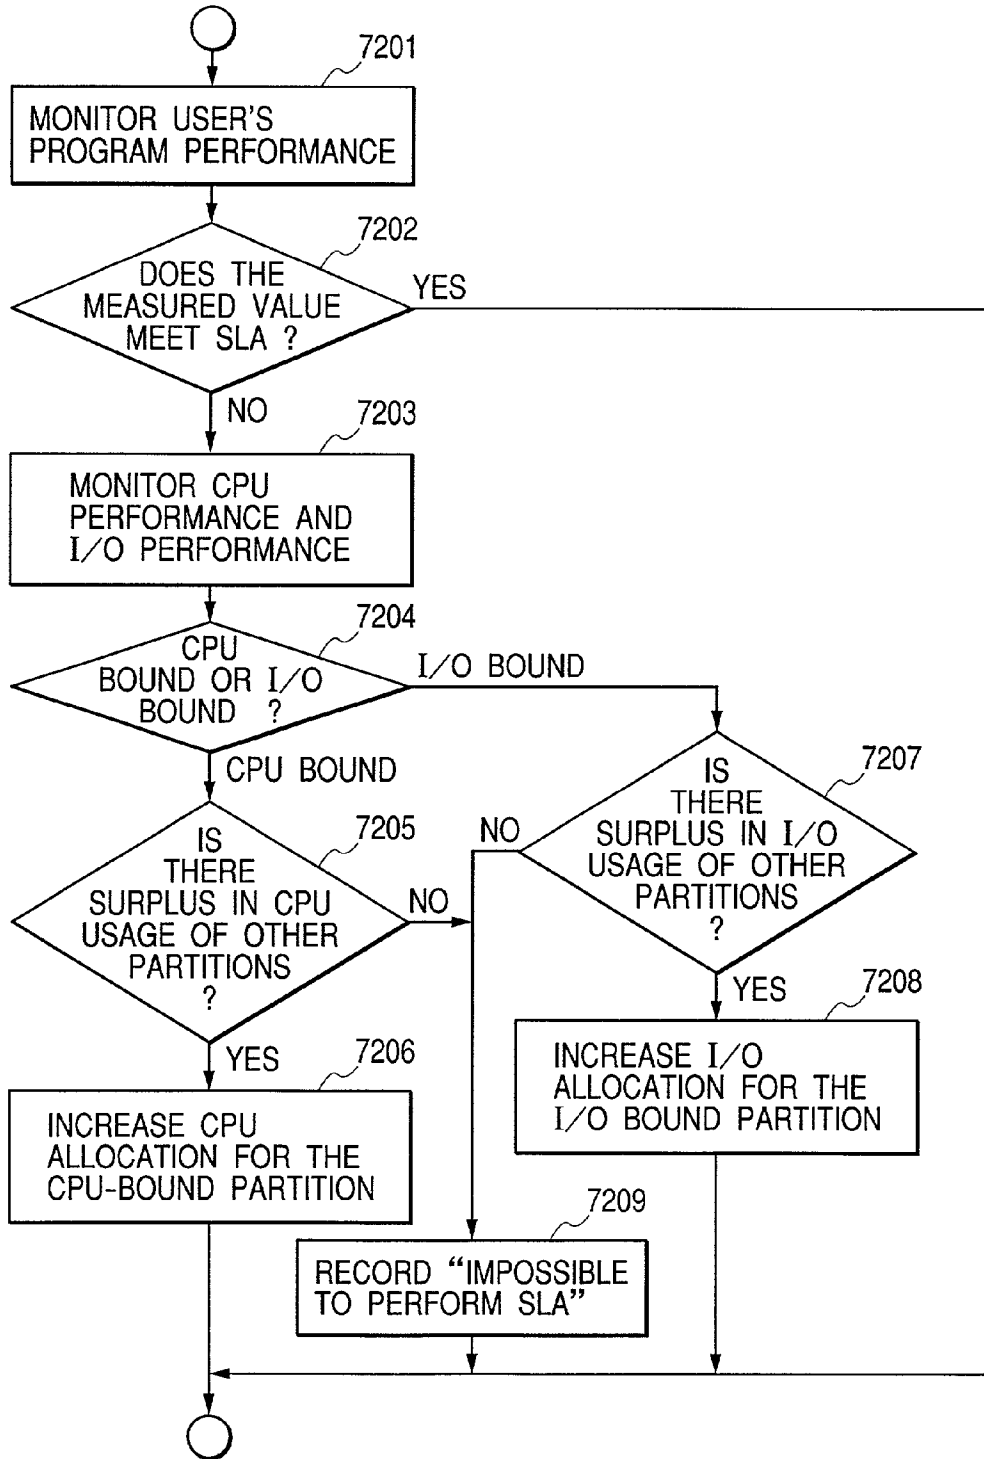 7201
MONITOR USER'S
PROGRAM PERFORMANCE
7202
DOES THE
MEASURED VALUE
MEET SLA ?
YES
NO
7203
MONITOR CPU
PERFORMANCE AND
I/O PERFORMANCE
7204
CPU
BOUND OR I/O
BOUND ?
I/O BOUND
CPU BOUND
7205
IS
THERE
SURPLUS IN CPU
USAGE OF OTHER
PARTITIONS
?
NO
YES
7206
INCREASE CPU
ALLOCATION FOR THE
CPU-BOUND PARTITION
7207
IS
THERE
SURPLUS IN I/O
USAGE OF OTHER
PARTITIONS
?
NO
YES
7208
INCREASE I/O
ALLOCATION FOR THE
I/O BOUND PARTITION
7209
RECORD “IMPOSSIBLE
TO PERFORM SLA”